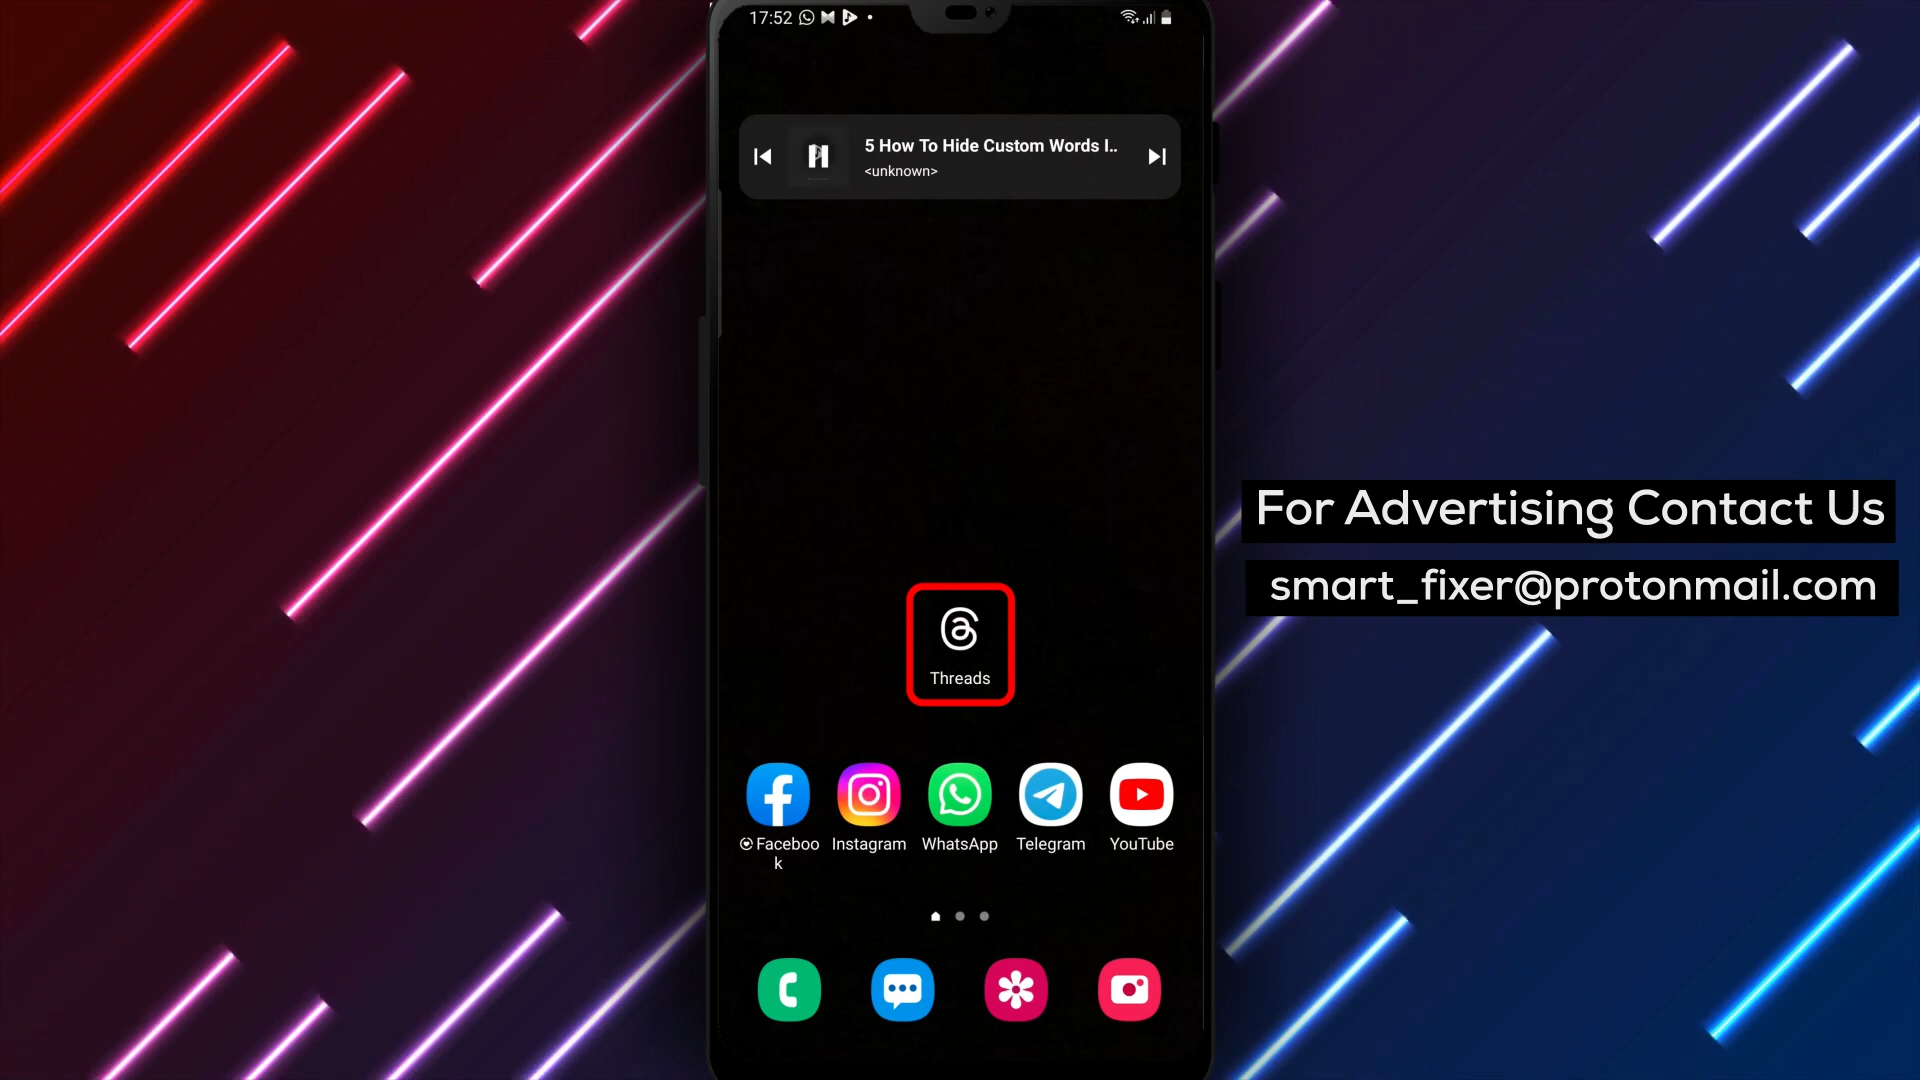 17:52
5 How To Hide Custom Words I..
<unknown>
For Advertising Contact Us
smart_fixer@protonmail.com
Threads
Faceboo
k
Instagram
WhatsApp
Telegram
YouTube